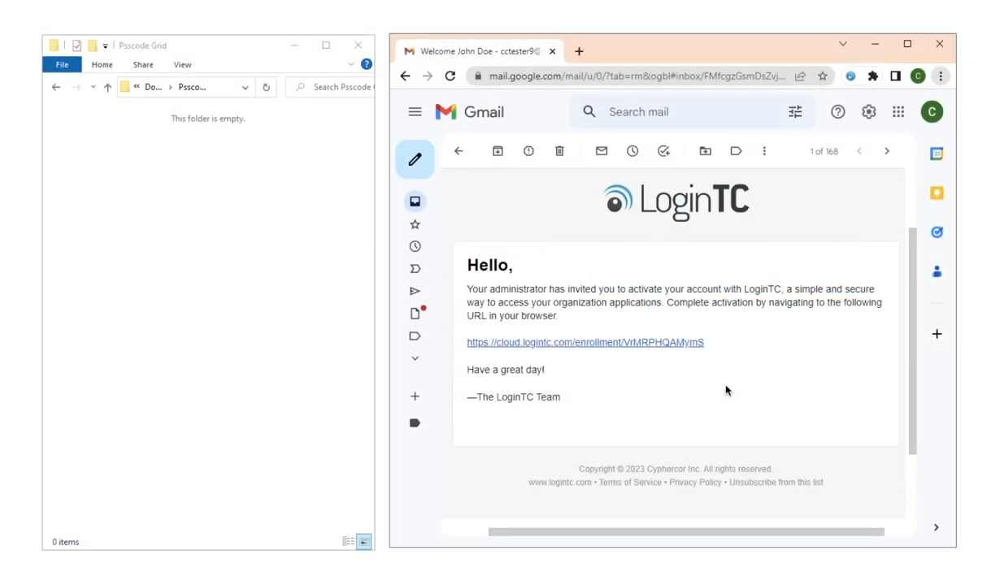 Psscode Grid
File Home Share View
« Do... › Pssco...
Search Psscode
This folder is empty.
0 items
Welcome John Doe - cctester9@
mail.google.com/mail/u/0/?tab=rm&ogbl#inbox/FMfcgzGsmDsZvj...
C
Gmail
Search mail
C
1 of 168
31
LoginTC
Hello,
Your administrator has invited you to activate your account with LoginTC, a simple and secure
way to access your organization applications. Complete activation by navigating to the following
URL in your browser.
https://cloud.logintc.com/enrollment/VrMRPHQAMymS
Have a great day!
—The LoginTC Team
Copyright © 2023 Cyphercor Inc. All rights reserved.
www.logintc.com • Terms of Service • Privacy Policy • Unsubscribe from this list